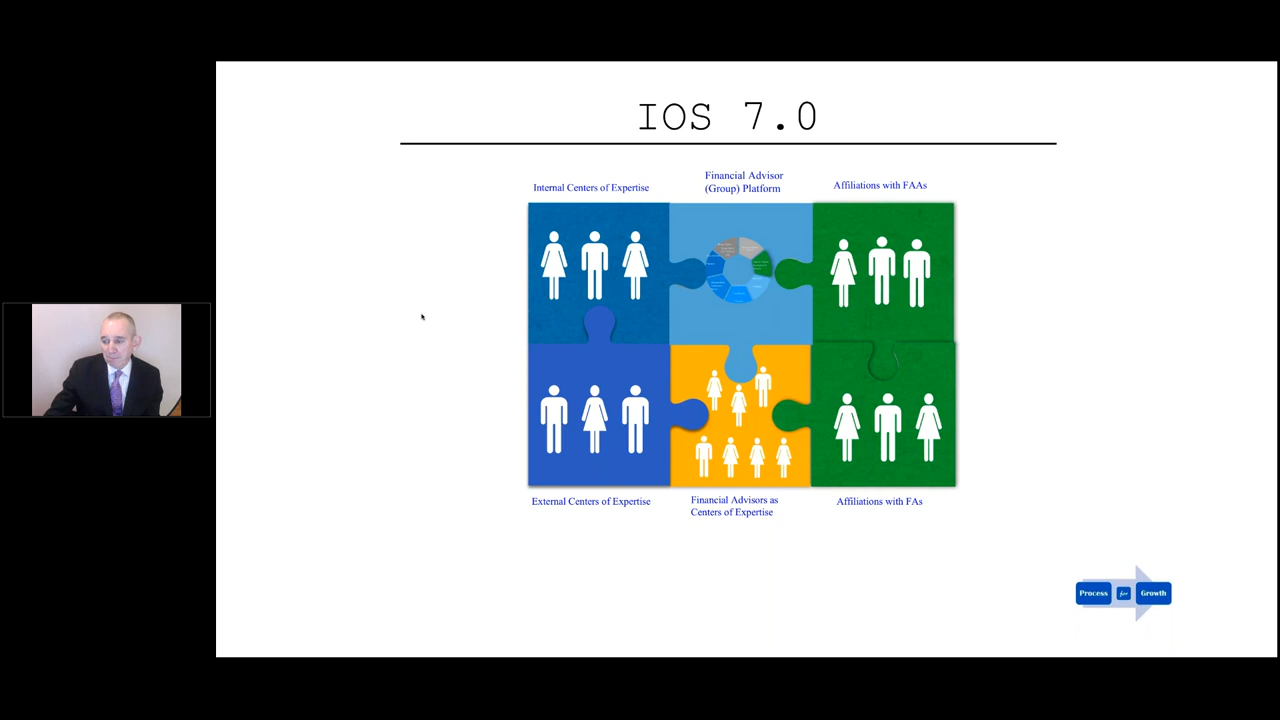 IOS 7.0
Internal Centers of Expertise
Financial Advisor
(Group) Platform
Affiliations with FAAs
External Centers of Expertise
Financial Advisors as
Centers of Expertise
Affiliations with FAs
Process for Growth